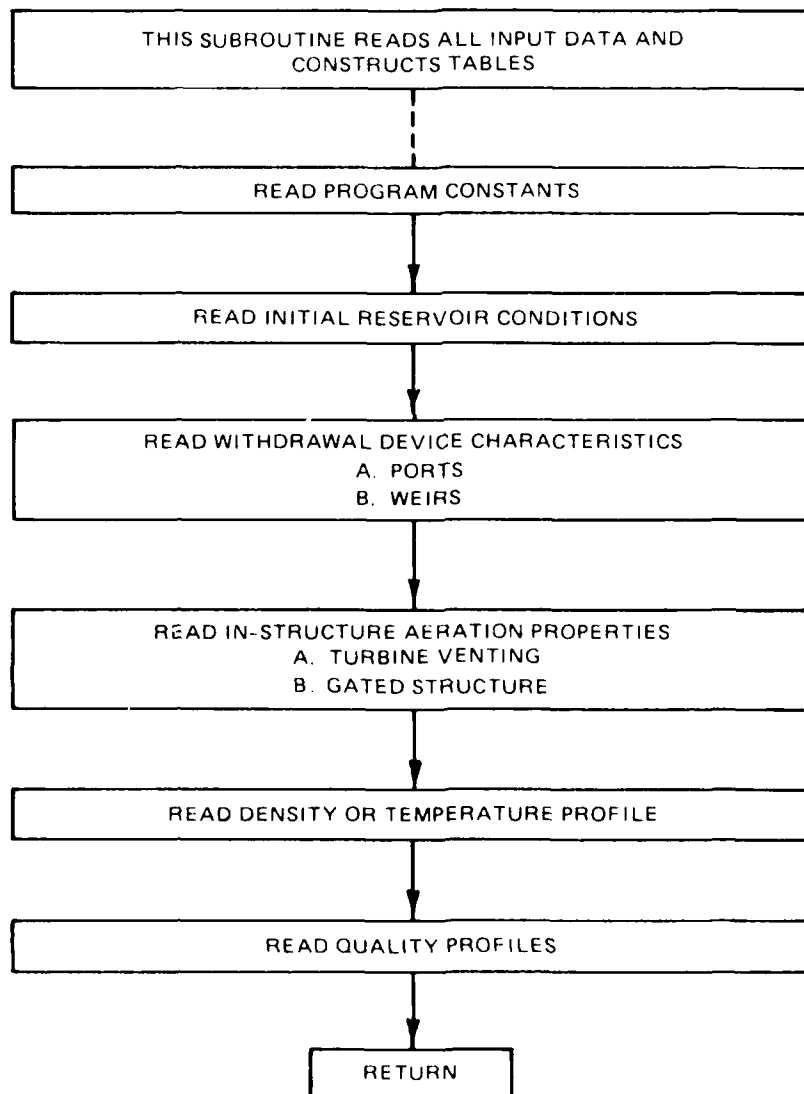 THIS SUBROUTINE READS ALL INPUT DATA AND
CONSTRUCTS TABLES
READ PROGRAM CONSTANTS
READ INITIAL RESERVOIR CONDITIONS
READ WITHDRAWAL DEVICE CHARACTERISTICS
A. PORTS
B. WEIRS
READ IN-STRUCTURE AERATION PROPERTIES
A. TURBINE VENTING
B. GATED STRUCTURE
READ DENSITY OR TEMPERATURE PROFILE
READ QUALITY PROFILES
RETURN